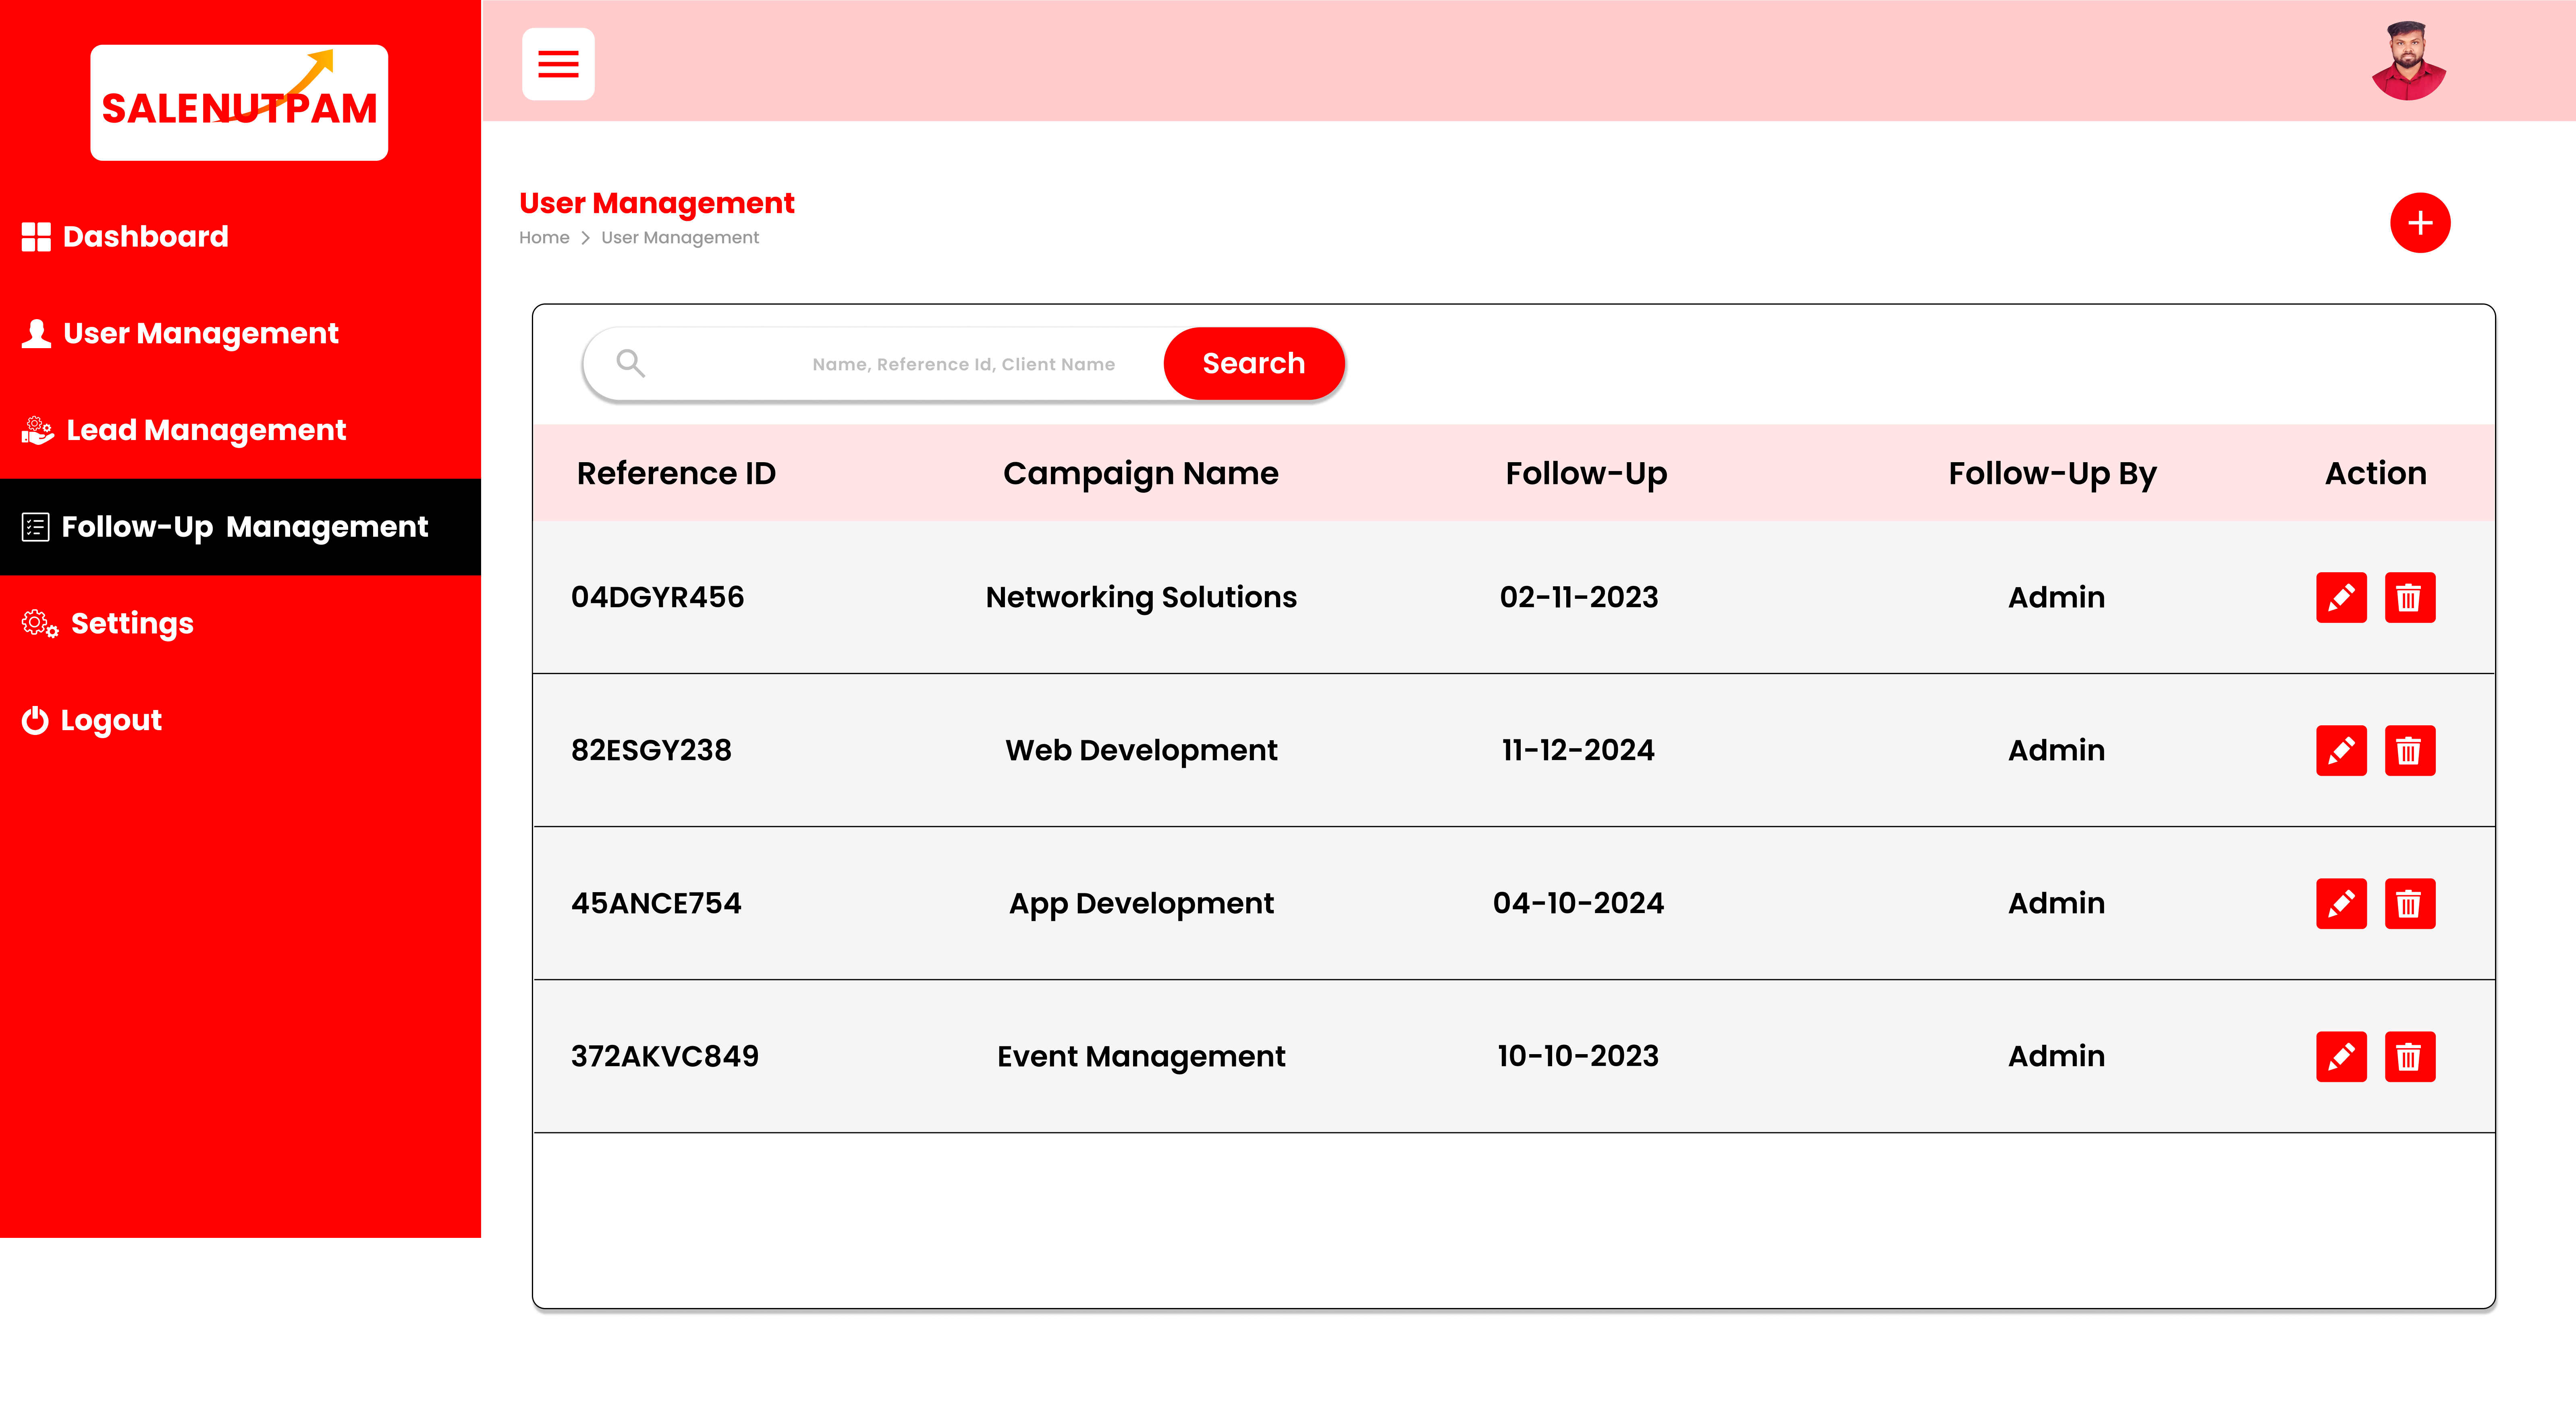 SALENUTPAM
Dashboard
User Management
Lead Management
Follow-Up Management
Settings
Logout
User Management
Home > User Management
Name, Reference Id, Client Name
Search
Reference ID Campaign Name Follow-Up Follow-Up By Action
04DGYR456 Networking Solutions 02-11-2023 Admin
82ESGY238 Web Development 11-12-2024 Admin
45ANCE754 App Development 04-10-2024 Admin
372AKVC849 Event Management 10-10-2023 Admin